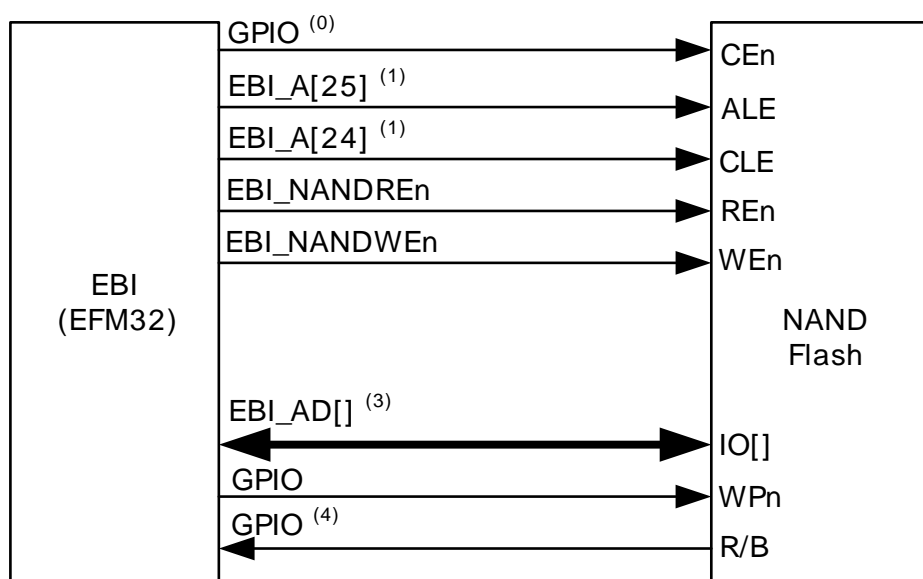 GPIO (0)
CEn
EBI_A[25] (1)
ALE
EBI_A[24] (1)
CLE
EBI_NANDREn
REn
EBI_NANDWEn
WEn
EBI
(EFM32)
NAND
Flash
EBI_AD[] (3)
IO[]
GPIO
WPn
GPIO (4)
R/B